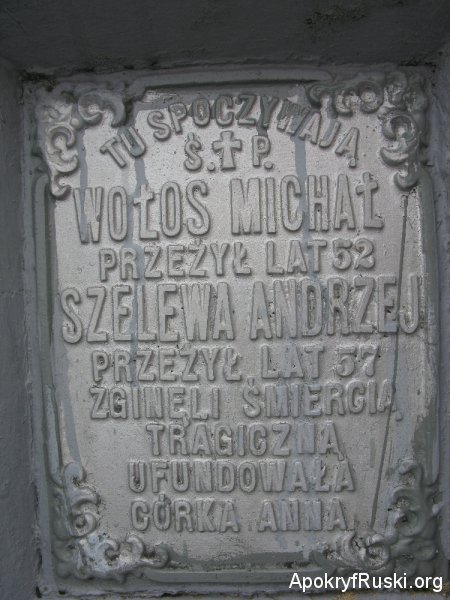 TU SPOCZYWAJĄ
Ś.✝P.
WOŁOS MICHAŁ
PRZEŻYŁ LAT 52
SZELEWA ANDRZEJ
PRZEŻYŁ LAT 57
ZGINĘLI ŚMIERCIĄ
TRAGICZNĄ
UFUNDOWAŁA
CÓRKA ANNA
ApokryfRuski.org